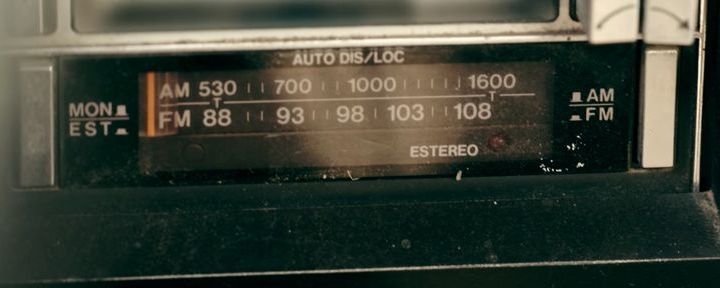 AUTO DIS/LOC
AM 530 700 1000 1600
FM 88 93 98 103 108
MON
EST
AM
FM
ESTEREO